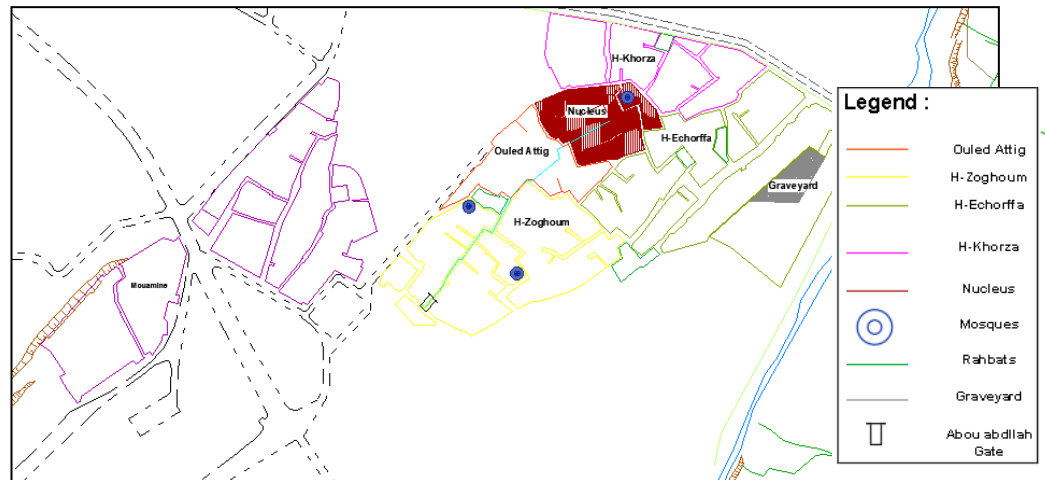 H-Khorza
Nucleus
H-Echorffa
Ouled Attig
Graveyard
H-Zoghoum
Mouamine
Legend :
Ouled Attig
H-Zoghoum
H-Echorffa
H-Khorza
Nucleus
Mosques
Rahbats
Graveyard
Abou abdllah
Gate